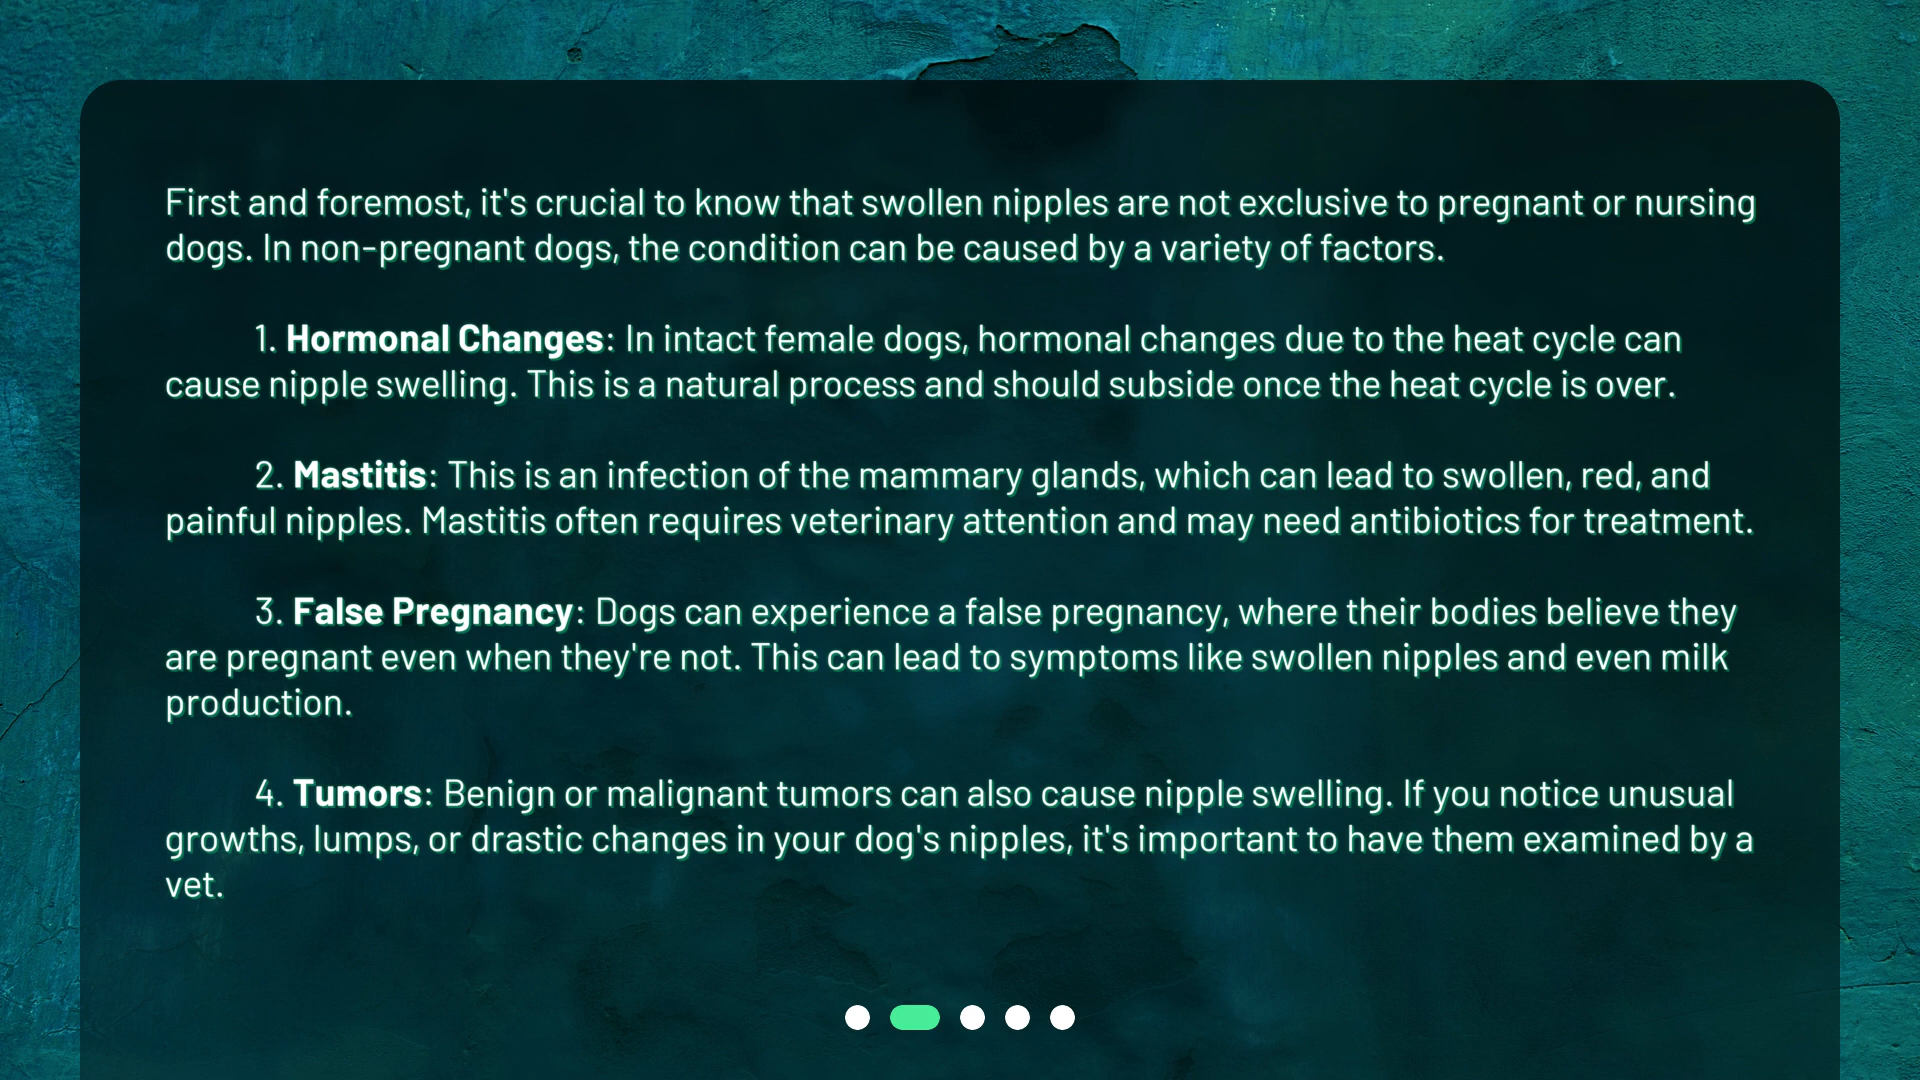 First and foremost, it's crucial to know that swollen nipples are not exclusive to pregnant or nursing
dogs. In non-pregnant dogs, the condition can be caused by a variety of factors.
1. Hormonal Changes: In intact female dogs, hormonal changes due to the heat cycle can
cause nipple swelling. This is a natural process and should subside once the heat cycle is over.
2. Mastitis: This is an infection of the mammary glands, which can lead to swollen, red, and
painful nipples. Mastitis often requires veterinary attention and may need antibiotics for treatment.
3. False Pregnancy: Dogs can experience a false pregnancy, where their bodies believe they
are pregnant even when they're not. This can lead to symptoms like swollen nipples and even milk
production.
4. Tumors: Benign or malignant tumors can also cause nipple swelling. If you notice unusual
growths, lumps, or drastic changes in your dog's nipples, it's important to have them examined by a
vet.